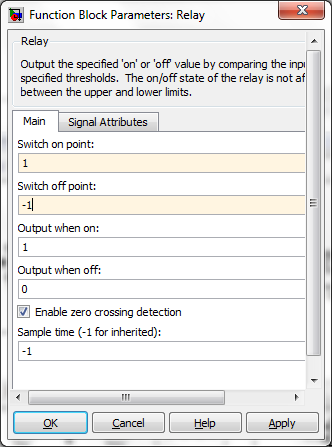 Function Block Parameters: Relay
Relay
Output the specified 'on' or 'off' value by comparing the inpu
specified thresholds. The on/off state of the relay is not af
between the upper and lower limits.
Main
Signal Attributes
Switch on point:
1
Switch off point:
-1
Output when on:
1
Output when off:
0
Enable zero crossing detection
Sample time (-1 for inherited):
-1
OK Cancel Help Apply